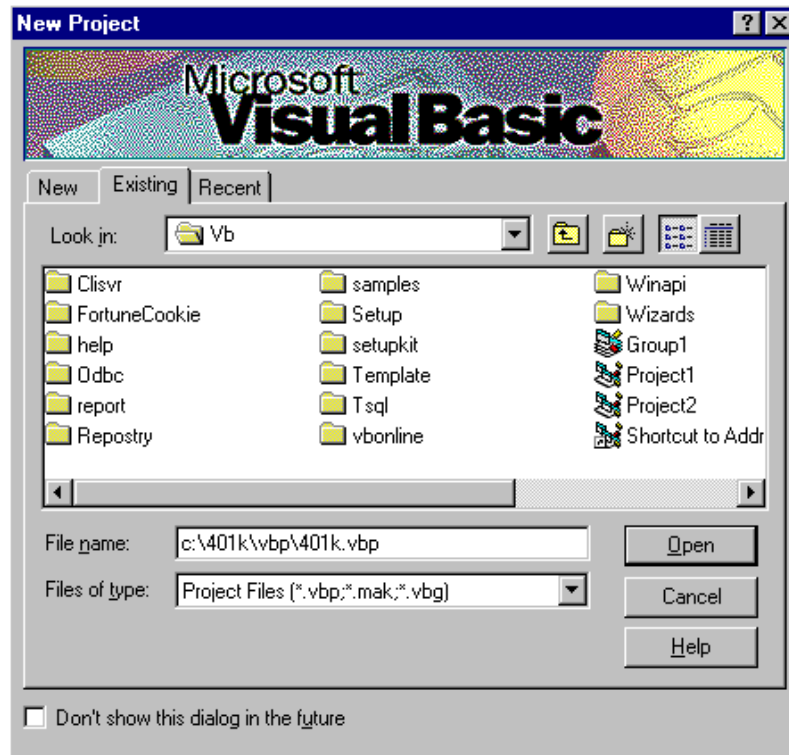 New Project
Microsoft
Visual Basic
New Existing Recent
Look in: Vb
Clisvr samples Winapi
FortuneCookie Setup Wizards
help setupkit Group1
Odbc Template Project1
report Tsql Project2
Repostry vbonline Shortcut to Addr
File name: c:\401k\vbp\401k.vbp Open
Files of type: Project Files (*.vbp;*.mak;*.vbg) Cancel
Help
Don't show this dialog in the future